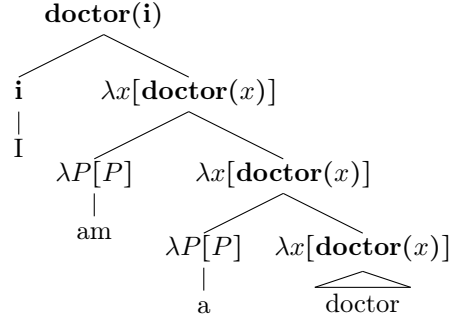 doctor(i)
i λx[doctor(x)]
I λP[P] λx[doctor(x)]
am λP[P] λx[doctor(x)]
a doctor